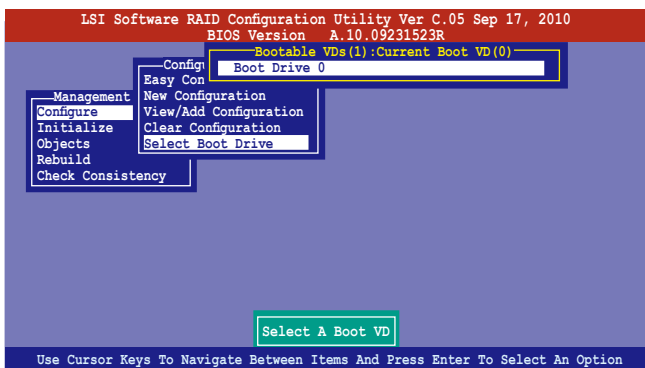 LSI Software RAID Configuration Utility Ver C.05 Sep 17, 2010
BIOS Version A.10.09231523R
Bootable VDs(1):Current Boot VD(0)
Boot Drive 0
Config
Easy Con
New Configuration
View/Add Configuration
Clear Configuration
Select Boot Drive
Management
Configure
Initialize
Objects
Rebuild
Check Consistency
Select A Boot VD
Use Cursor Keys To Navigate Between Items And Press Enter To Select An Option